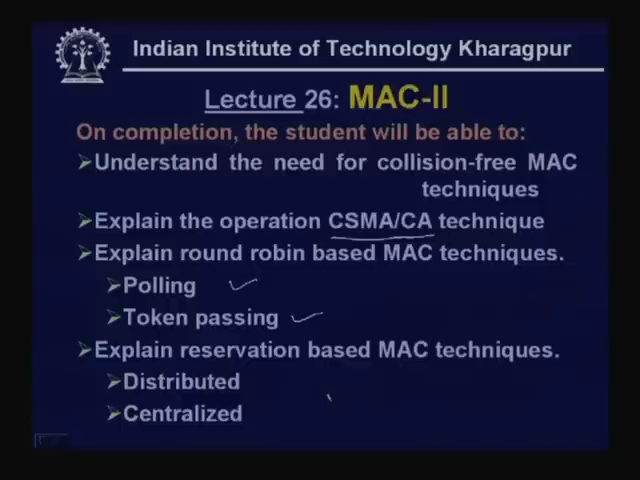 Indian Institute of Technology Kharagpur
Lecture 26: MAC-II
On completion, the student will be able to:
Understand the need for collision-free MAC
techniques
Explain the operation CSMA/CA technique
Explain round robin based MAC techniques.
Polling
Token passing
Explain reservation based MAC techniques.
Distributed
Centralized